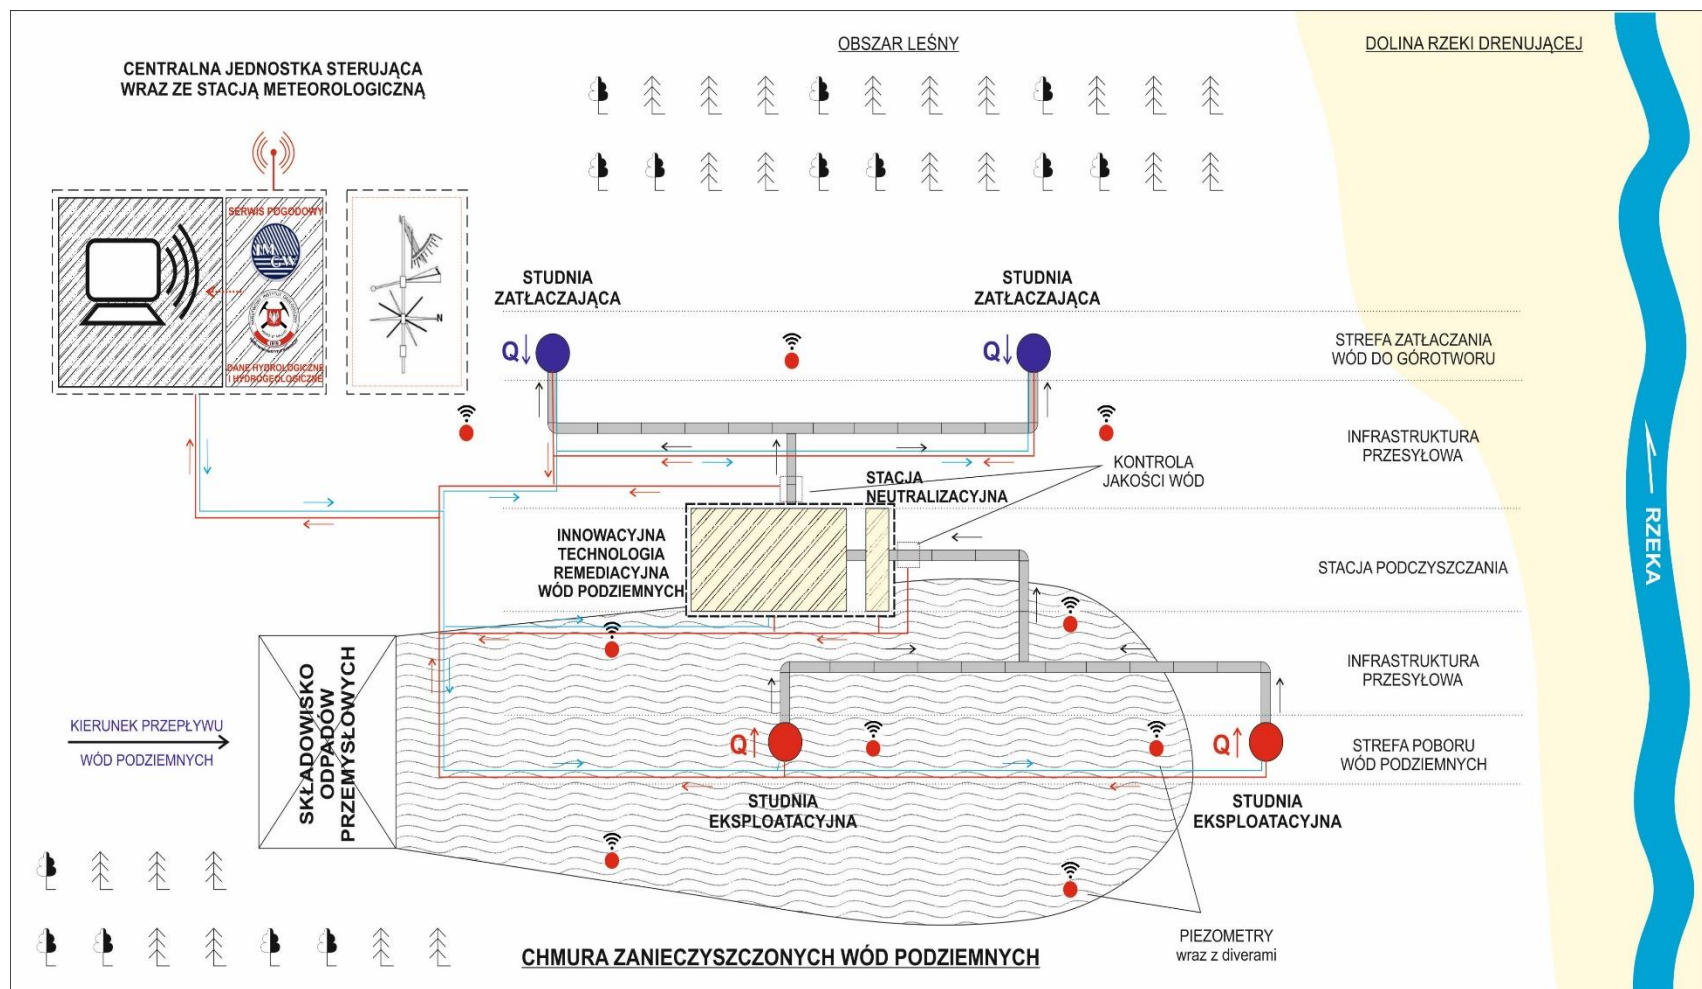 OBSZAR LEŚNY
DOLINA RZEKI DRENUJĄCEJ
CENTRALNA JEDNOSTKA STERUJĄCA
WRAZ ZE STACJĄ METEOROLOGICZNĄ
SERWIS POGODOWY
IM
GW
DANE HYDROLOGICZNE
I HYDROGEOLOGICZNE
N
STUDNIA
ZATŁACZAJĄCA
STUDNIA
ZATŁACZAJĄCA
Q
Q
STREFA ZATŁACZANIA
WÓD DO GÓROTWORU
INFRASTRUKTURA
PRZESYŁOWA
KONTROLA
JAKOŚCI WÓD
STACJA
NEUTRALIZACYJNA
INNOWACYJNA
TECHNOLOGIA
REMEDIACYJNA
WÓD PODZIEMNYCH
STACJA PODCZYSZCZANIA
RZEKA
INFRASTRUKTURA
PRZESYŁOWA
SKŁADOWISKO
ODPADÓW
PRZEMYSŁOWYCH
KIERUNEK PRZEPŁYWU
WÓD PODZIEMNYCH
Q
Q
STREFA POBORU
WÓD PODZIEMNYCH
STUDNIA
EKSPLOATACYJNA
STUDNIA
EKSPLOATACYJNA
PIEZOMETRY
wraz z diverami
CHMURA ZANIECZYSZCZONYCH WÓD PODZIEMNYCH